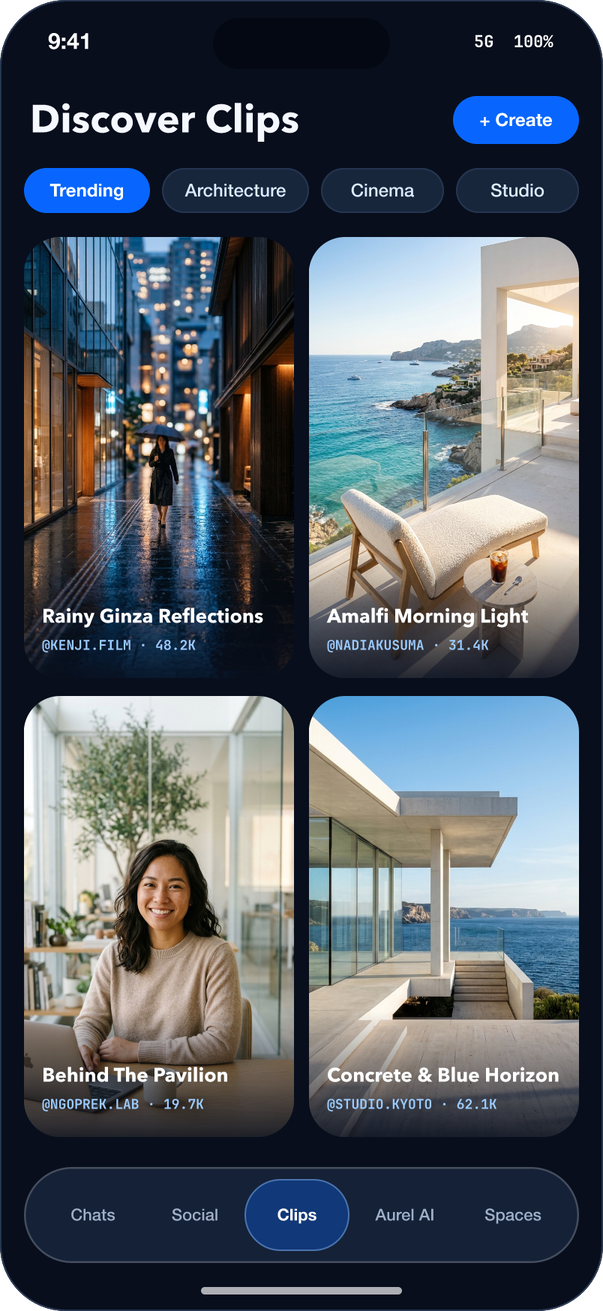 9:41
5G 100%
Discover Clips
+ Create
Trending
Architecture
Cinema
Studio
Rainy Ginza Reflections
@KENJI.FILM · 48.2K
Amalfi Morning Light
@NADIAKUSUMA · 31.4K
Behind The Pavilion
@NGOPREK.LAB · 19.7K
Concrete & Blue Horizon
@STUDIO.KYOTO · 62.1K
Chats
Social
Clips
Aurel AI
Spaces